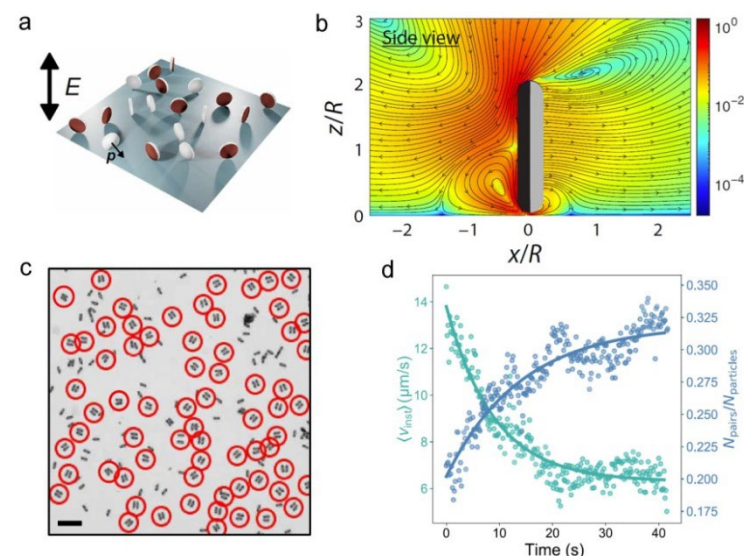 a
E
p
b
Side view
3
2
1
0
z/R
-2
-1
0
1
2
x/R
10⁰
10⁻²
10⁻⁴
c
d
14
12
10
8
6
⟨v_inst⟩ (μm/s)
0.350
0.325
0.300
0.275
0.250
0.225
0.200
0.175
N_pairs/N_particles
0
10
20
30
40
Time (s)